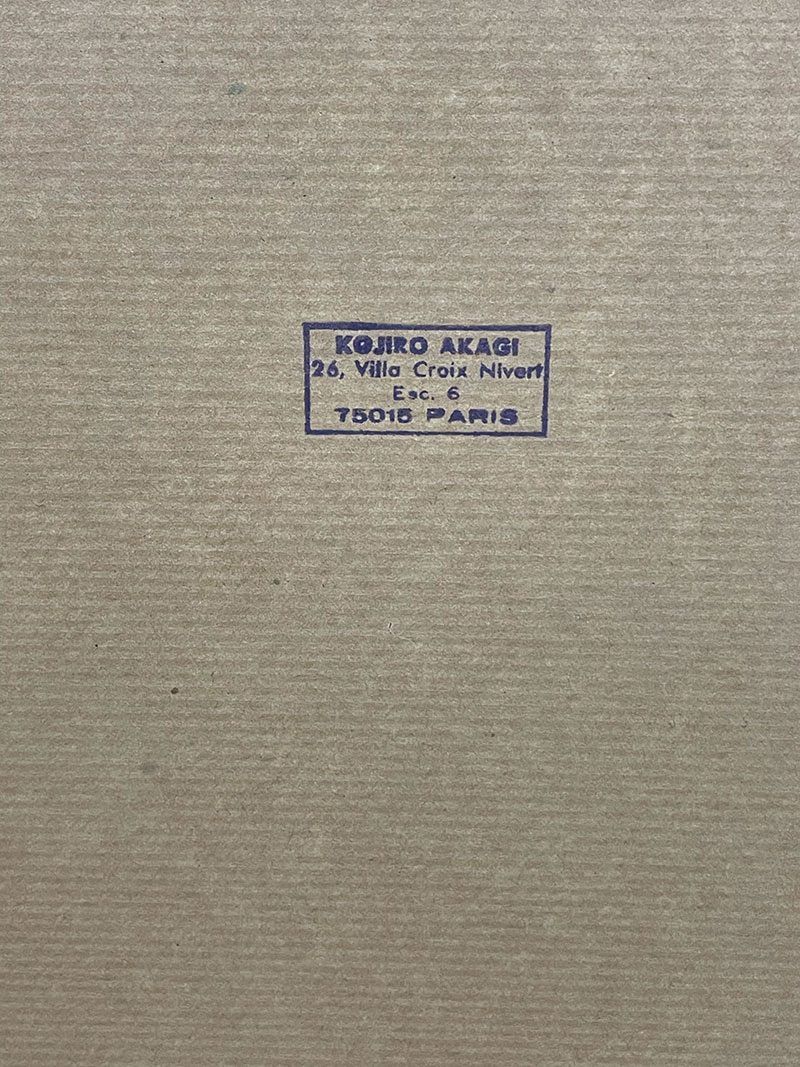 KOJIRO AKAGI
26, Villa Croix Nivert
Esc. 6
75015 PARIS